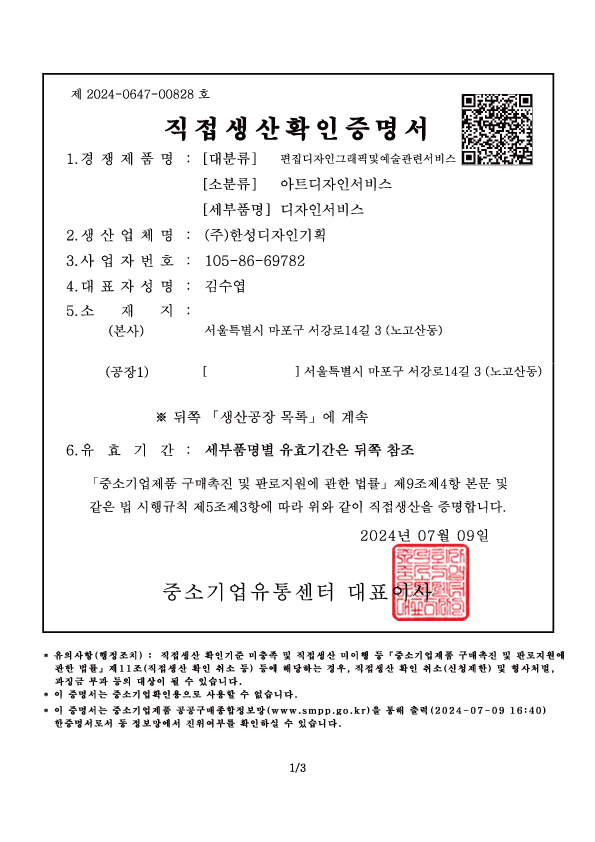 제 2024-0647-00828 호
직접생산확인증명서
1.경 쟁 제 품 명 : [대분류] 편집디자인그래픽및예술관련서비스
[소분류] 아트디자인서비스
[세부품명] 디자인서비스
2.생 산 업 체 명 : (주)한성디자인기획
3.사 업 자 번 호 : 105-86-69782
4.대 표 자 성 명 : 김수엽
5.소 재 지 :
(본사) 서울특별시 마포구 서강로14길 3 (노고산동)
(공장1) [ ] 서울특별시 마포구 서강로14길 3 (노고산동)
※ 뒤쪽 「생산공장 목록」에 계속
6.유 효 기 간 : 세부품명별 유효기간은 뒤쪽 참조
「중소기업제품 구매촉진 및 판로지원에 관한 법률」제9조제4항 본문 및
같은 법 시행규칙 제5조제3항에 따라 위와 같이 직접생산을 증명합니다.
2024년 07월 09일
중소기업유통센터 대표이사
* 유의사항(행정조치) : 직접생산 확인기준 미충족 및 직접생산 미이행 등「중소기업제품 구매촉진 및 판로지원에
관한 법률」제11조(직접생산 확인 취소 등) 등에 해당하는 경우, 직접생산 확인 취소(신청제한) 및 형사처벌,
과징금 부과 등의 대상이 될 수 있습니다.
* 이 증명서는 중소기업확인용으로 사용할 수 없습니다.
* 이 증명서는 중소기업제품 공공구매종합정보망(www.smpp.go.kr)을 통해 출력(2024-07-09 16:40)
한증명서로서 동 정보망에서 진위여부를 확인하실 수 있습니다.
1/3